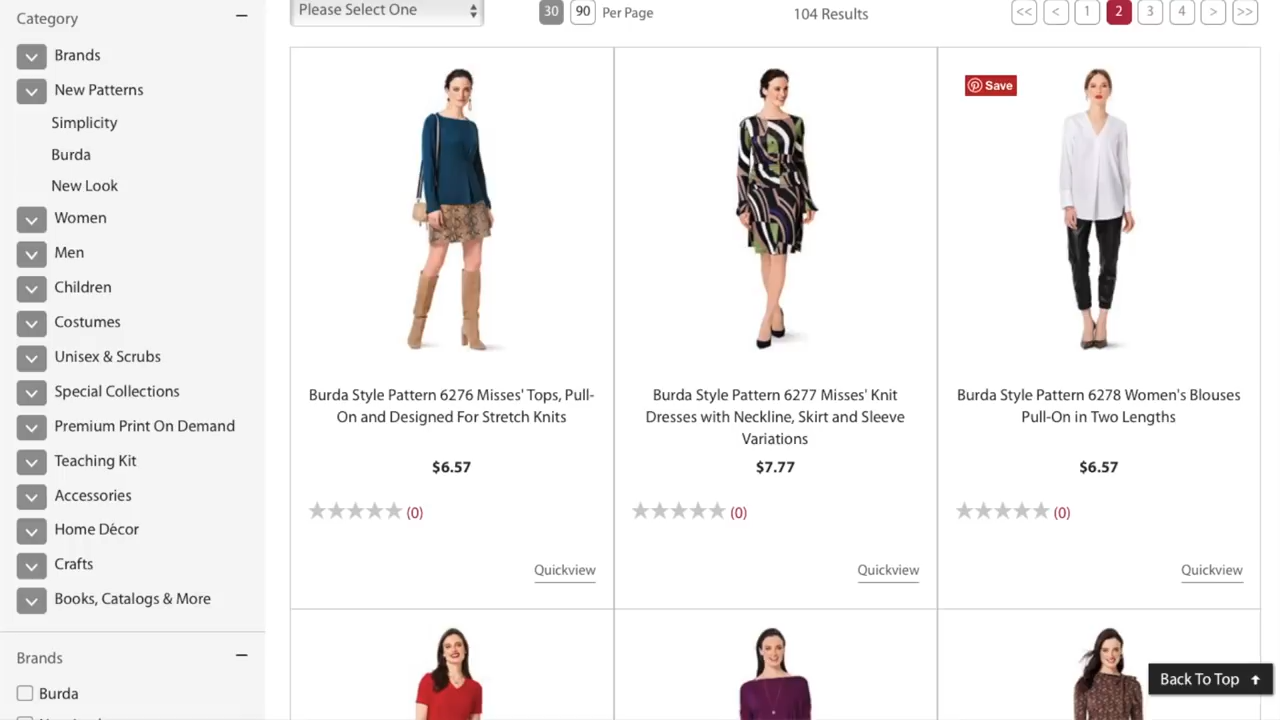 Category
Brands
New Patterns
Simplicity
Burda
New Look
Women
Men
Children
Costumes
Unisex & Scrubs
Special Collections
Premium Print On Demand
Teaching Kit
Accessories
Home Décor
Crafts
Books, Catalogs & More
Brands
Burda
Please Select One
30 90 Per Page
104 Results
<< < 1 2 3 4 > >>
Save
Burda Style Pattern 6276 Misses' Tops, Pull-
On and Designed For Stretch Knits
$6.57
(0)
Quickview
Burda Style Pattern 6277 Misses' Knit
Dresses with Neckline, Skirt and Sleeve
Variations
$7.77
(0)
Quickview
Burda Style Pattern 6278 Women's Blouses
Pull-On in Two Lengths
$6.57
(0)
Quickview
Back To Top